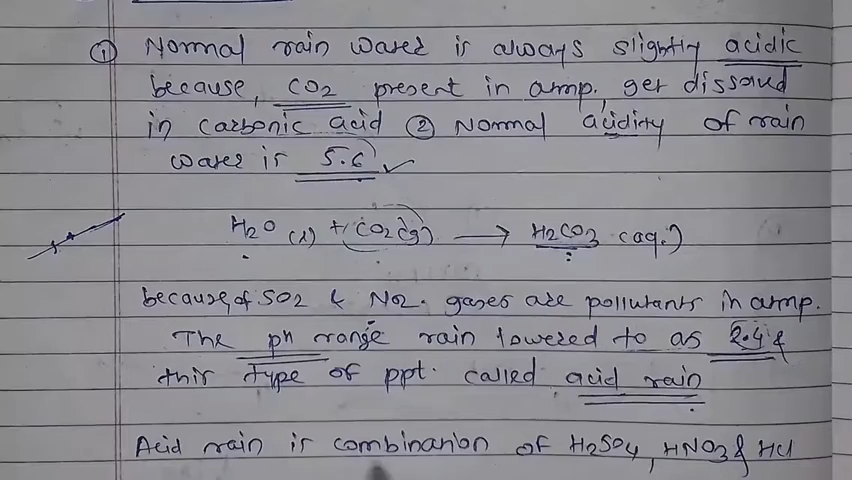 ① Normal rain water is always slightly acidic
because, CO2 present in atmp. get dissolved
in carbonic acid ② Normal acidity of rain
water is 5.6
H2O (l) + CO2(g) → H2CO3 (aq.)
because, of SO2 & NO2. gases are pollutants in atmp.
The pH range rain lowered to as 2.4 &
this type of ppt. called acid rain
Acid rain is combination of H2SO4, HNO3 & HCl